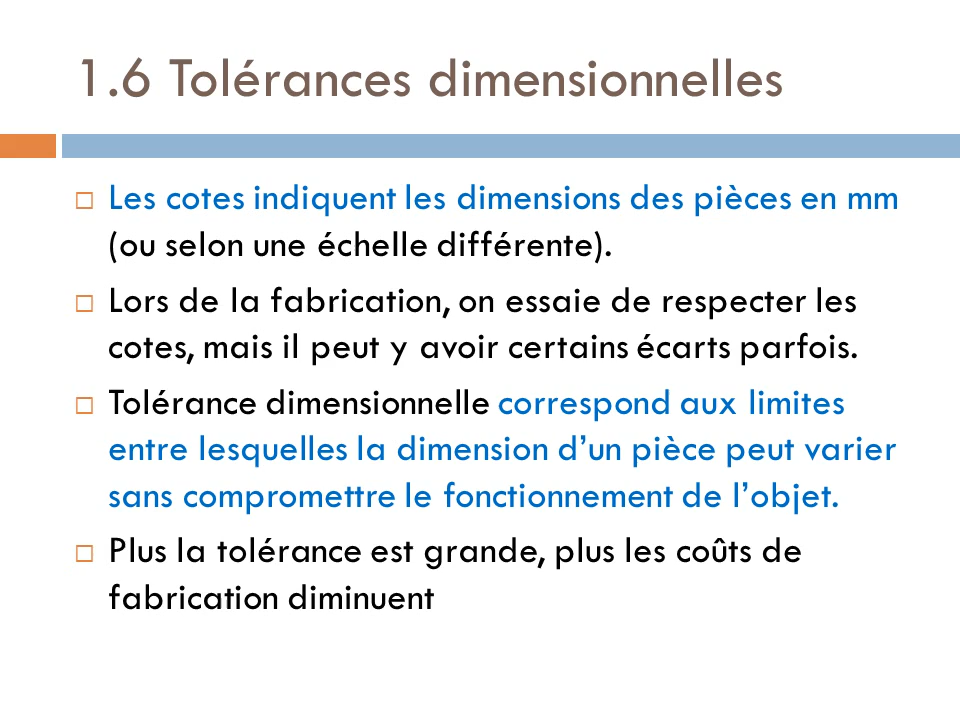 1.6 Tolérances dimensionnelles
Les cotes indiquent les dimensions des pièces en mm
(ou selon une échelle différente).
Lors de la fabrication, on essaie de respecter les
cotes, mais il peut y avoir certains écarts parfois.
Tolérance dimensionnelle correspond aux limites
entre lesquelles la dimension d’un pièce peut varier
sans compromettre le fonctionnement de l’objet.
Plus la tolérance est grande, plus les coûts de
fabrication diminuent